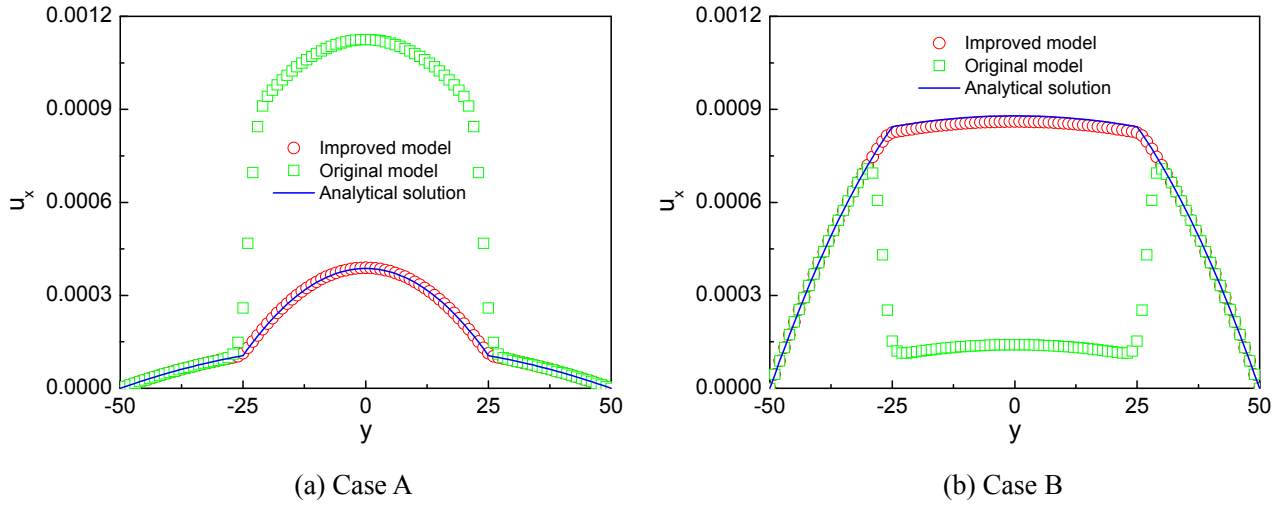 0.0012
0.0009
0.0006
0.0003
0.0000
u_x
-50 -25 0 25 50
y
Improved model
Original model
Analytical solution
(a) Case A
0.0012
0.0009
0.0006
0.0003
0.0000
u_x
-50 -25 0 25 50
y
Improved model
Original model
Analytical solution
(b) Case B